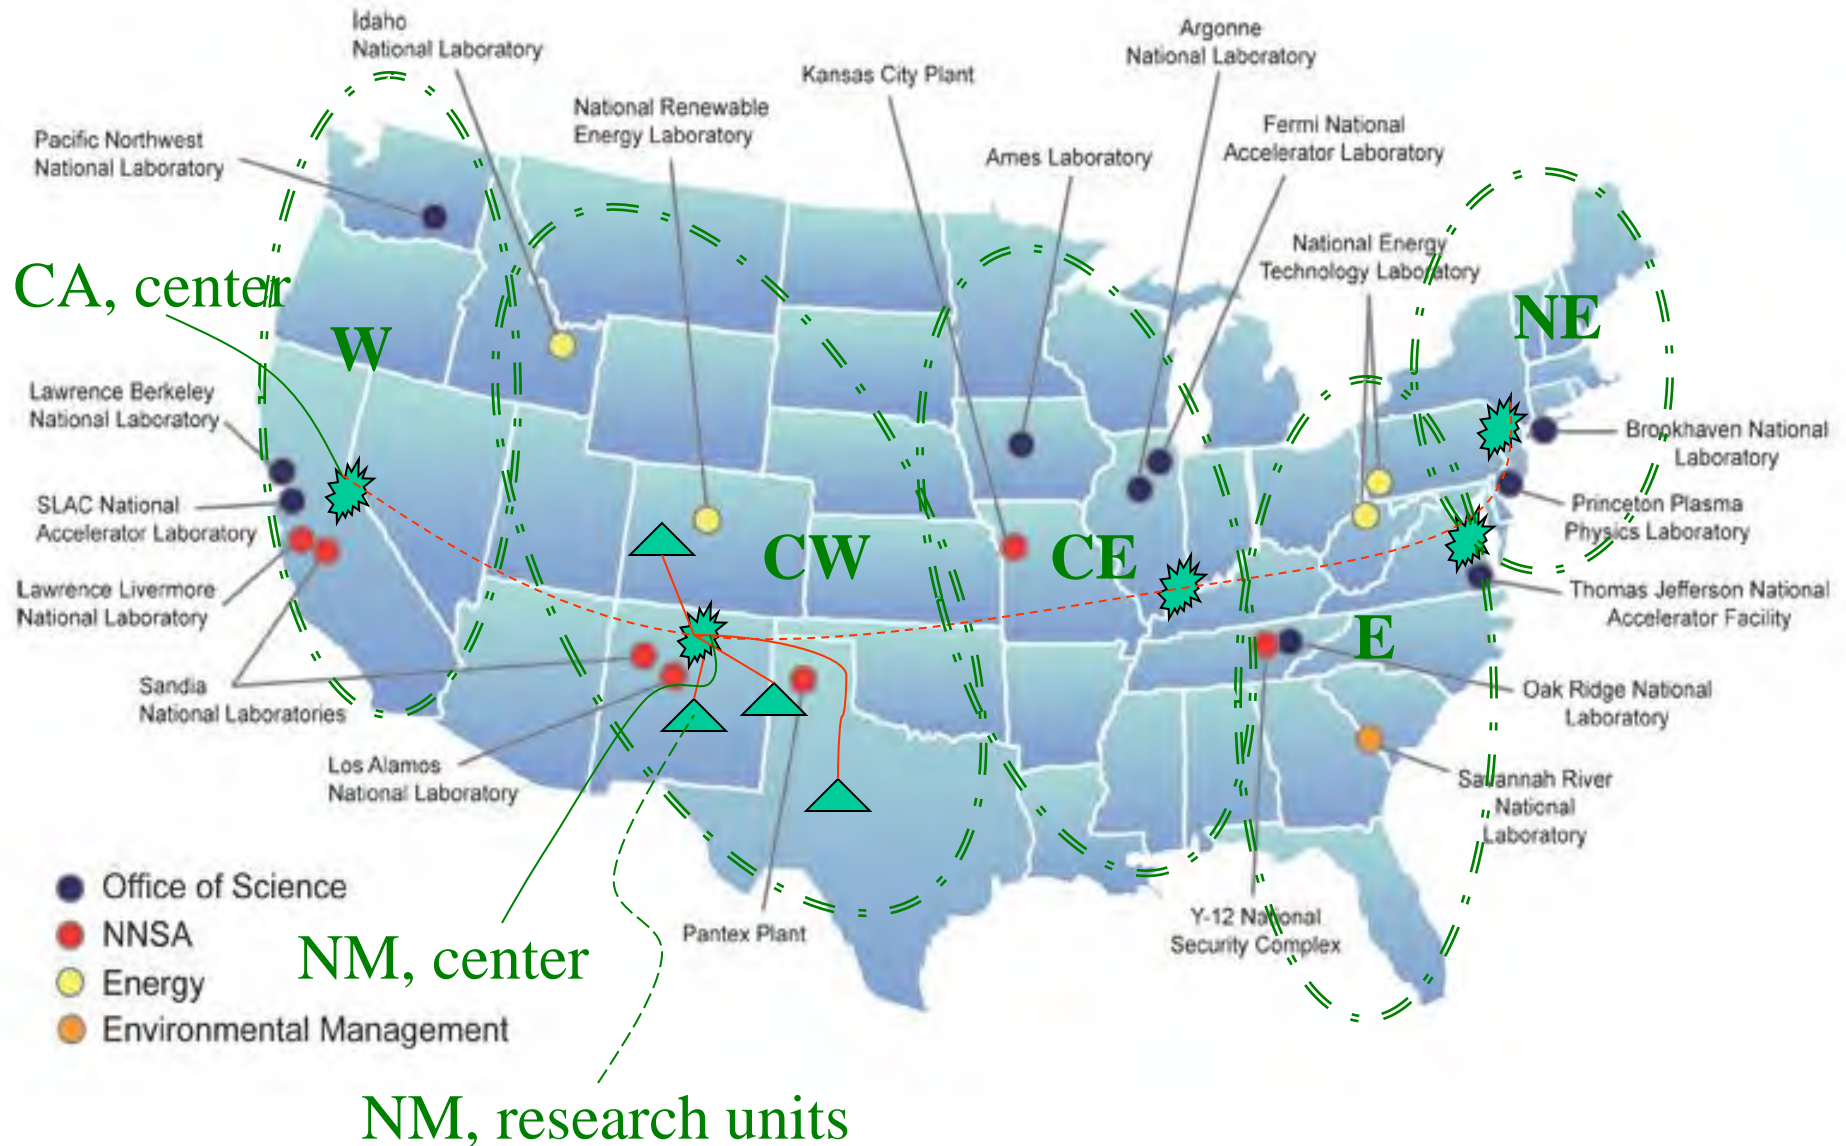 Idaho
National Laboratory
Argonne
National Laboratory
Kansas City Plant
National Renewable
Energy Laboratory
Fermi National
Accelerator Laboratory
Pacific Northwest
National Laboratory
Ames Laboratory
National Energy
Technology Laboratory
CA, center
NE
W
Lawrence Berkeley
National Laboratory
Brookhaven National
Laboratory
SLAC National
Accelerator Laboratory
Princeton Plasma
Physics Laboratory
CW
CE
Lawrence Livermore
National Laboratory
Thomas Jefferson National
Accelerator Facility
E
Sandia
National Laboratories
Oak Ridge National
Laboratory
Los Alamos
National Laboratory
Savannah River
National
Laboratory
Office of Science
NNSA
Energy
Environmental Management
Pantex Plant
Y-12 National
Security Complex
NM, center
NM, research units